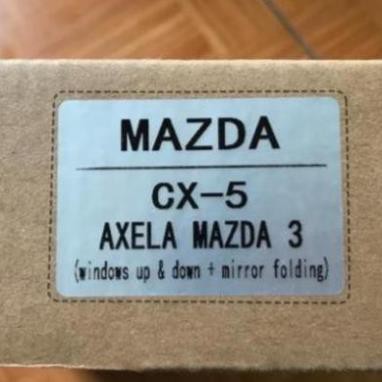 MAZDA
CX-5
AXELA MAZDA 3
(windows up & down + mirror folding)